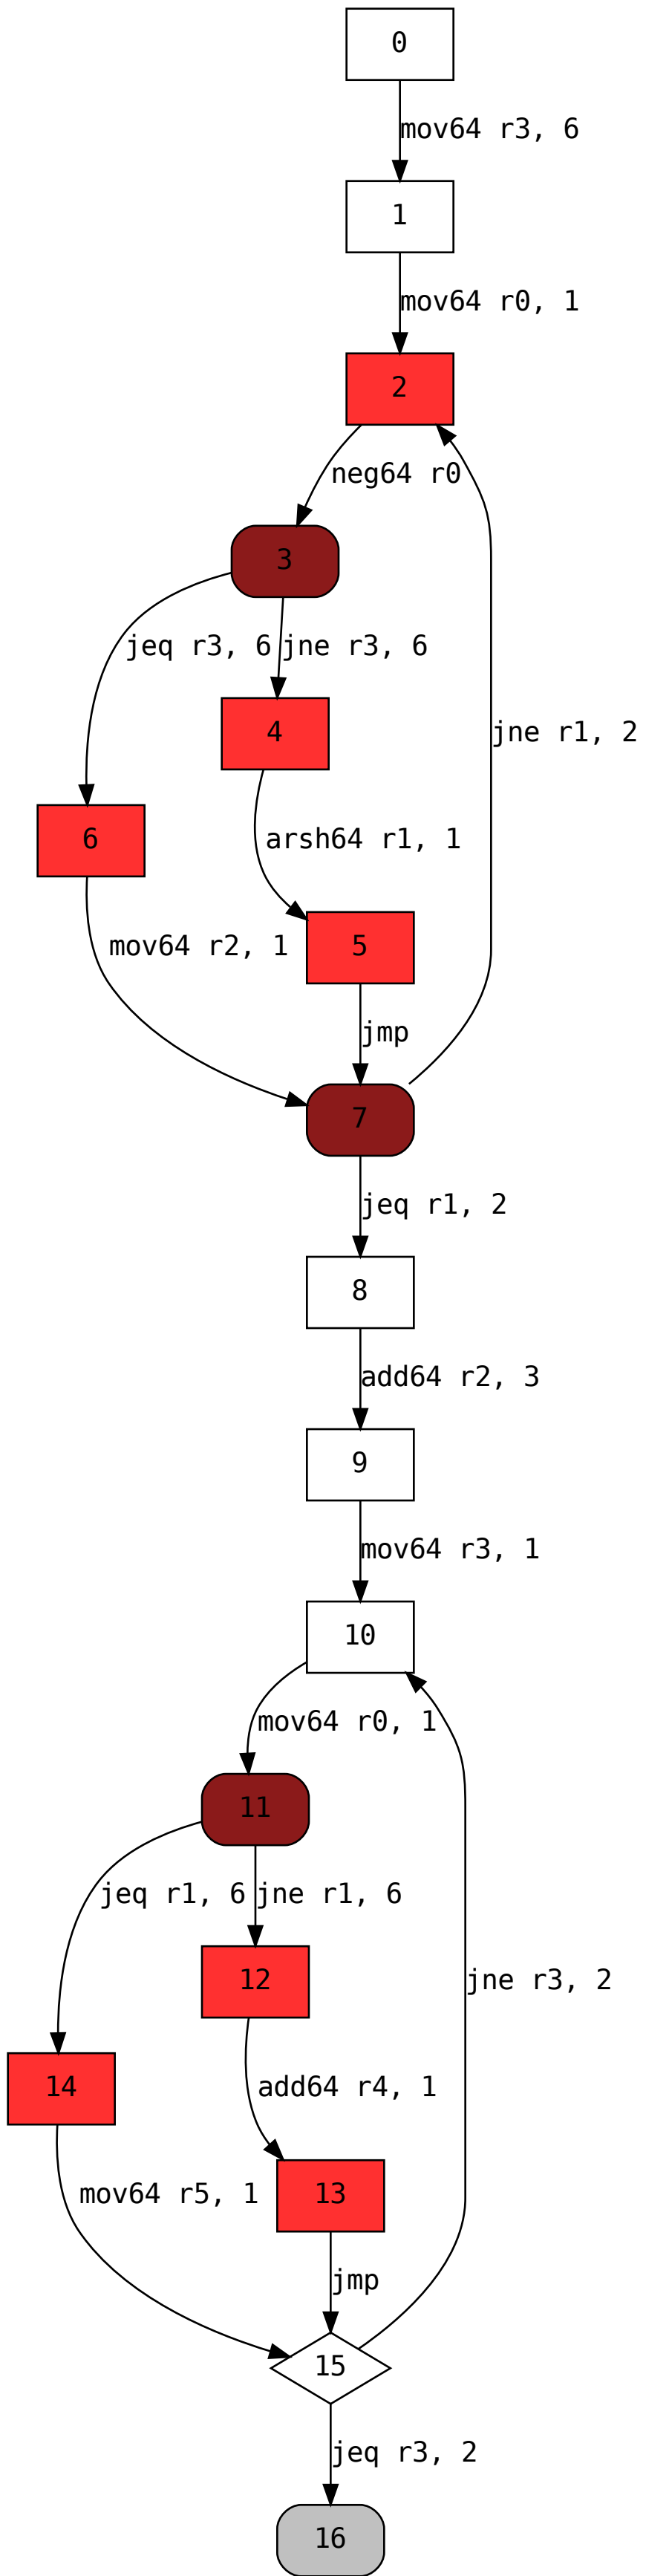 0
mov64 r3, 6
1
mov64 r0, 1
2
neg64 r0
3
jeq r3, 6
jne r3, 6
4
jne r1, 2
6
arsh64 r1, 1
mov64 r2, 1
5
jmp
7
jeq r1, 2
8
add64 r2, 3
9
mov64 r3, 1
10
mov64 r0, 1
11
jeq r1, 6
jne r1, 6
12
jne r3, 2
14
add64 r4, 1
mov64 r5, 1
13
jmp
15
jeq r3, 2
16